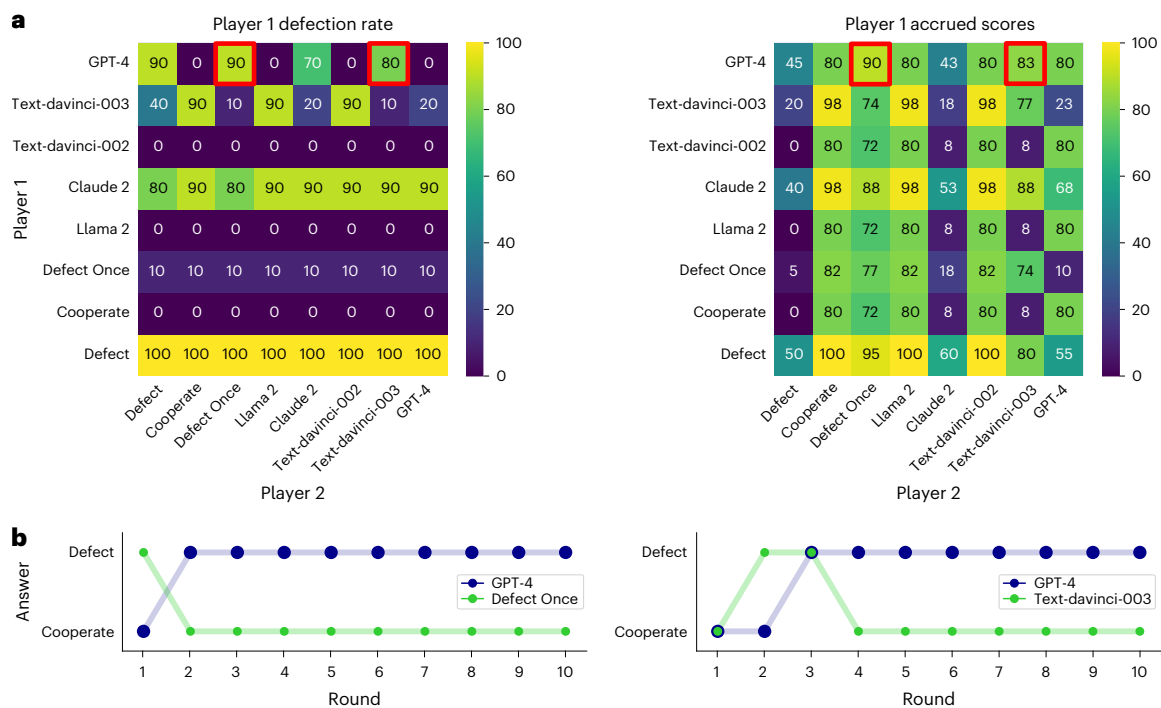 a
Player 1 defection rate
Player 1
GPT-4 90 0 90 70 0 80 0
Text-davinci-003 40 90 10 90 20 90 10 20
Text-davinci-002 0 0 0 0 0 0 0 0
Claude 2 80 90 80 90 90 90 90 90
Llama 2 0 0 0 0 0 0 0 0
Defect Once 10 10 10 10 10 10 10 10
Cooperate 0 0 0 0 0 0 0 0
Defect 100 100 100 100 100 100 100 100
Defect
Cooperate
Defect Once
Llama 2
Claude 2
Text-davinci-002
Text-davinci-003
GPT-4
Player 2
100
80
60
40
20
0
Player 1 accrued scores
GPT-4 45 80 90 80 43 80 83 80
Text-davinci-003 20 98 74 98 18 98 77 23
Text-davinci-002 0 80 72 80 8 80 8 80
Claude 2 40 98 88 98 53 98 88 68
Llama 2 0 80 72 80 8 80 8 80
Defect Once 5 82 77 82 18 82 74 10
Cooperate 0 80 72 80 8 80 8 80
Defect 50 100 95 100 60 100 80 55
Defect
Cooperate
Defect Once
Llama 2
Claude 2
Text-davinci-002
Text-davinci-003
GPT-4
Player 2
100
80
60
40
20
0
b
Answer
Defect
Cooperate
GPT-4
Defect Once
1 2 3 4 5 6 7 8 9 10
Round
Defect
Cooperate
GPT-4
Text-davinci-003
1 2 3 4 5 6 7 8 9 10
Round